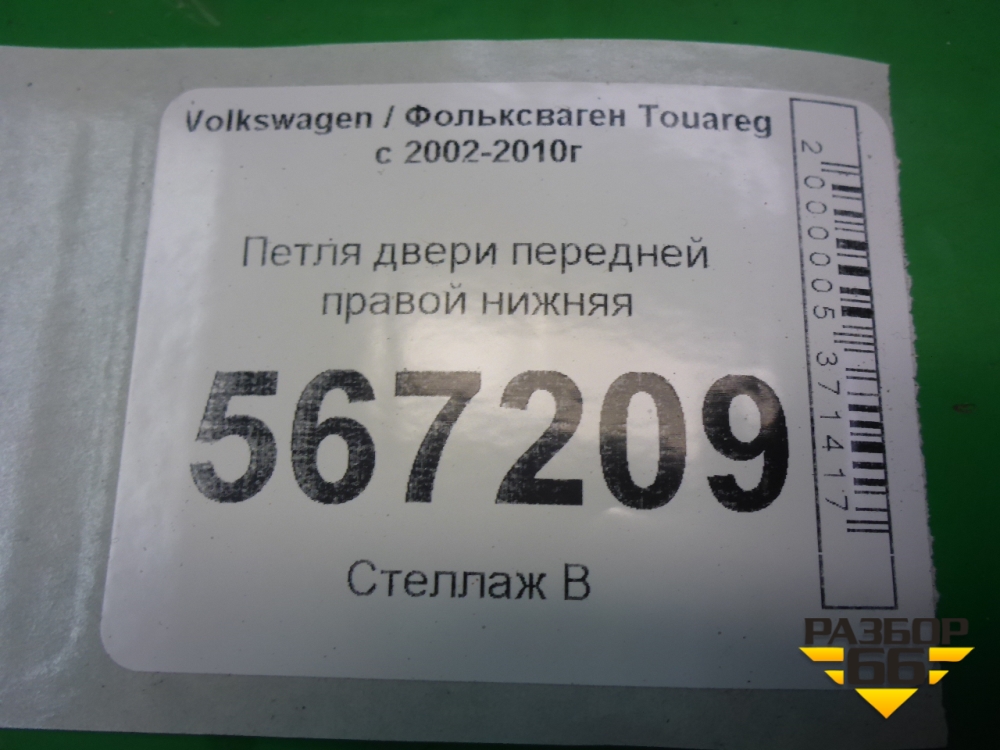 Volkswagen / Фольксваген Touareg
с 2002-2010г
Петля двери передней
правой нижняя
567209
Стеллаж В
2000005371417
РАЗБОР
66